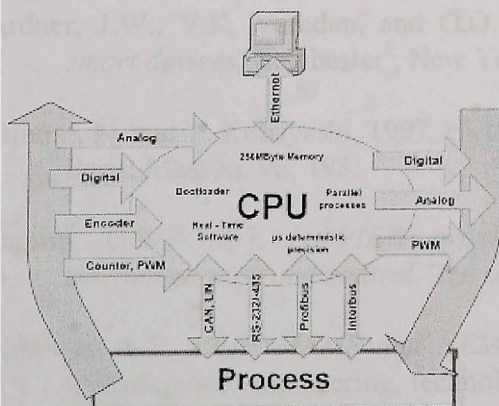 Ethernet
Analog
256MByte Memory
Digital
Digital
Bootloader
Parallel
processes
CPU
Analog
Encoder
Real - Time
Software
µs deterministic
precision
PWM
Counter, PWM
CAN, LIN
RS-232/-485
Profibus
Interbus
Process